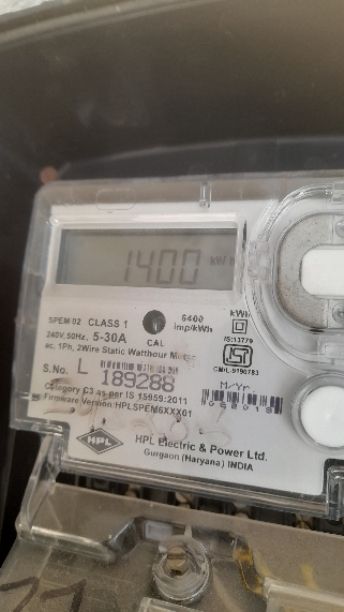 1400 kWh
SPEM 02 CLASS 1
240V, 50Hz, 5-30A
ac, 1Ph, 2Wire Static Watthour Meter
CAL
6400
imp/kWh
kWh
IS:13779
CM/L-9190783
S.No. L 189288
M/Yr.
Category C3 as per IS 15959:2011
Firmware Version HPLSPEM6XXX01
HPL
HPL Electric & Power Ltd.
Gurgaon (Haryana) INDIA